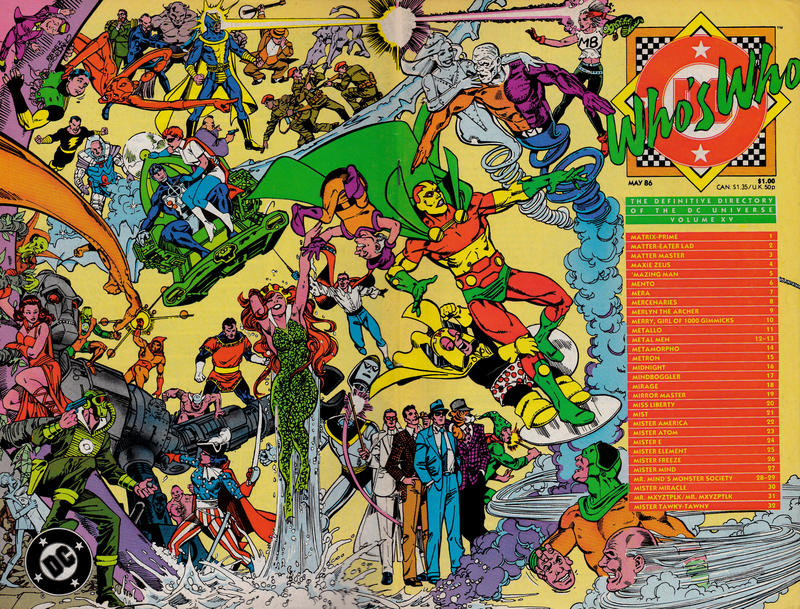 MB
Who's Who
TM
MAY 86
$1.00
CAN. $1.35/U.K. 50p
THE DEFINITIVE DIRECTORY
OF THE DC UNIVERSE
VOLUME XV
MATRIX-PRIME 1
MATTER-EATER LAD 2
MATTER MASTER 3
MAXIE ZEUS 4
'MAZING MAN 5
MENTO 6
MERA 7
MERCENARIES 8
MERLYN THE ARCHER 9
MERRY, GIRL OF 1000 GIMMICKS 10
METALLO 11
METAL MEN 12-13
METAMORPHO 14
METRON 15
MIDNIGHT 16
MINDBOGGLER 17
MIRAGE 18
MIRROR MASTER 19
MISS LIBERTY 20
MIST 21
MISTER AMERICA 22
MISTER ATOM 23
MISTER E 24
MISTER ELEMENT 25
MISTER FREEZE 26
MISTER MIND 27
MR. MIND'S MONSTER SOCIETY 28-29
MISTER MIRACLE 30
MR. MXYZPTLK/MR. MXYZPTLK 31
MISTER TAWKY-TAWNY 32
DC